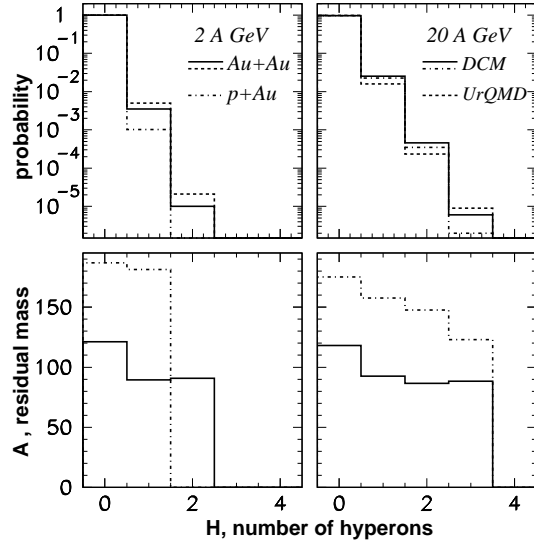 2 A GeV
Au+Au
p+Au
20 A GeV
DCM
UrQMD
probability
1
10⁻¹
10⁻²
10⁻³
10⁻⁴
10⁻⁵
A , residual mass
150
100
50
0
0 2 4
0 2 4
H, number of hyperons